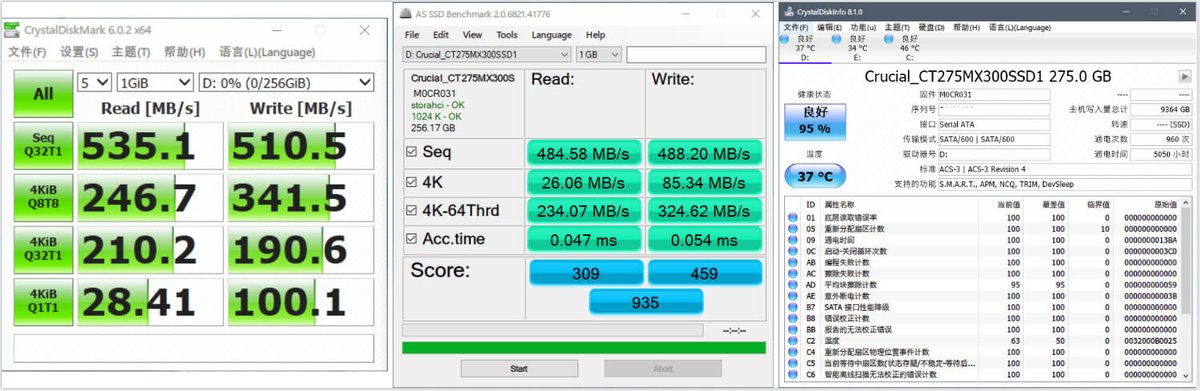 CrystalDiskMark 6.0.2 x64
文件(F) 设置(S) 主题(T) 帮助(H) 语言(L)(Language)
All
5 1GiB D: 0% (0/256GiB)
Read [MB/s] Write [MB/s]
Seq Q32T1 535.1 510.5
4KiB Q8T8 246.7 341.5
4KiB Q32T1 210.2 190.6
4KiB Q1T1 28.41 100.1
AS SSD Benchmark 2.0.6821.41776
File Edit View Tools Language Help
D: Crucial_CT275MX300SSD1 1 GB
Crucial_CT275MX300S
M0CR031
storahci - OK
1024 K - OK
256.17 GB
Read: Write:
Seq 484.58 MB/s 488.20 MB/s
4K 26.06 MB/s 85.34 MB/s
4K-64Thrd 234.07 MB/s 324.62 MB/s
Acc.time 0.047 ms 0.054 ms
Score: 309 459
935
--:--:--
Start Abort
CrystalDiskInfo 8.1.0
文件(F) 编辑(E) 功能(u) 主题(T) 硬盘(D) 帮助(H) 语言(L)(Language)
良好 良好 良好
37 °C 34 °C 46 °C
D: E: C:
Crucial_CT275MX300SSD1 275.0 GB
健康状态
良好
95 %
温度
37 °C
固件 M0CR031 ---- ----
序列号 主机写入量总计 9364 GB
接口 Serial ATA 转速 ---- (SSD)
传输模式 SATA/600 | SATA/600 通电次数 960 次
驱动器号 D: 通电时间 5050 小时
标准 ACS-3 | ACS-3 Revision 4
支持的功能 S.M.A.R.T., APM, NCQ, TRIM, DevSleep
ID 属性名称 当前值 最差值 临界值 原始值
01 底层读取错误率 100 100 0 000000000000
05 重新分配扇区计数 100 100 10 000000000000
09 通电时间 100 100 0 0000000013BA
0C 启动-关闭循环次数 100 100 0 0000000003C0
AB 编程失败计数 100 100 0 000000000000
AC 擦除失败计数 100 100 0 000000000000
AD 平均块擦除计数 95 95 0 000000000059
AE 意外断电计数 100 100 0 00000000003B
B7 SATA 接口性能降级 100 100 0 000000000000
B8 错误校正计数 100 100 0 000000000000
BB 报告的无法校正错误 100 100 0 000000000000
C2 温度 63 50 0 0032000B0025
C4 重新分配扇区物理位置事件计数 100 100 0 000000000000
C5 当前等待中扇区数(状态存疑/不稳定-等待后... 100 100 0 000000000000
C6 智能离线扫描无法校正的错误计数 100 100 0 000000000000